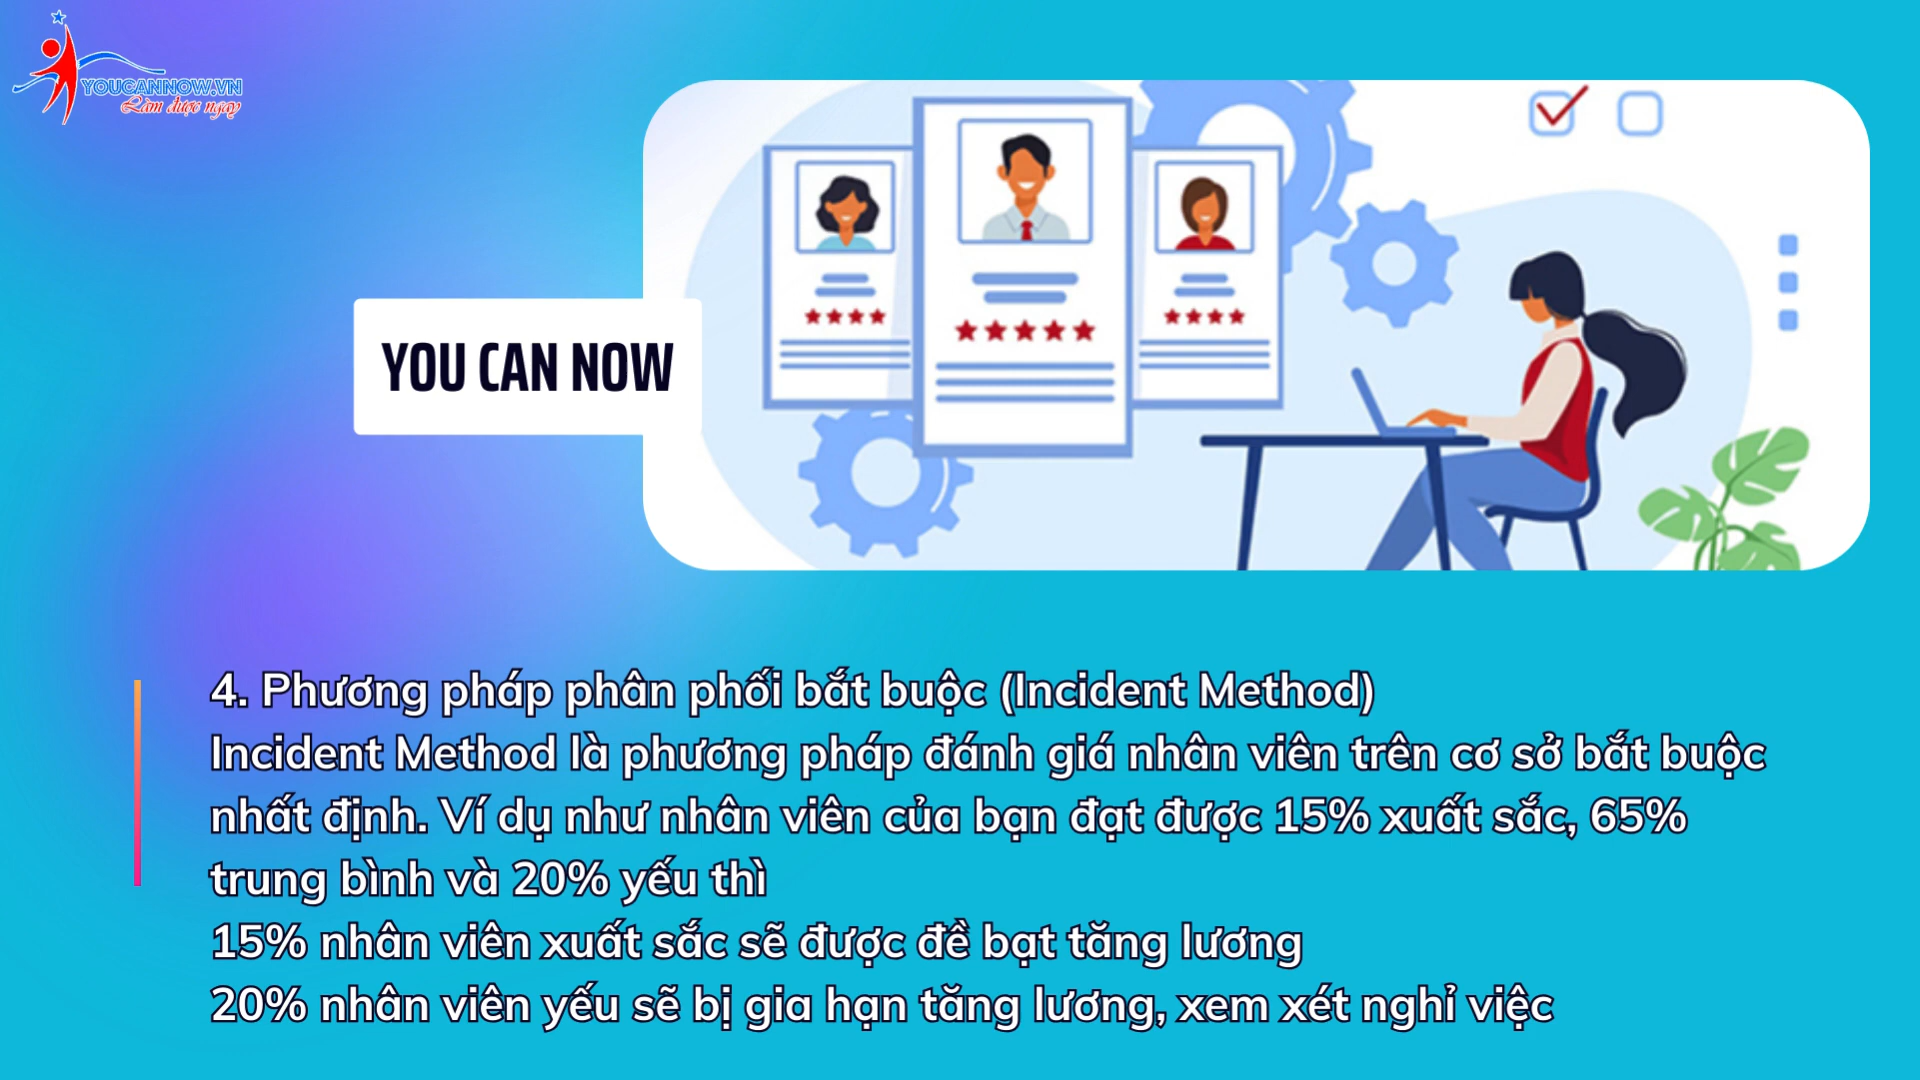 YOUCANNOW.VN
Làm được ngay
YOU CAN NOW
4. Phương pháp phân phối bắt buộc (Incident Method)
Incident Method là phương pháp đánh giá nhân viên trên cơ sở bắt buộc
nhất định. Ví dụ như nhân viên của bạn đạt được 15% xuất sắc, 65%
trung bình và 20% yếu thì
15% nhân viên xuất sắc sẽ được đề bạt tăng lương
20% nhân viên yếu sẽ bị gia hạn tăng lương, xem xét nghỉ việc